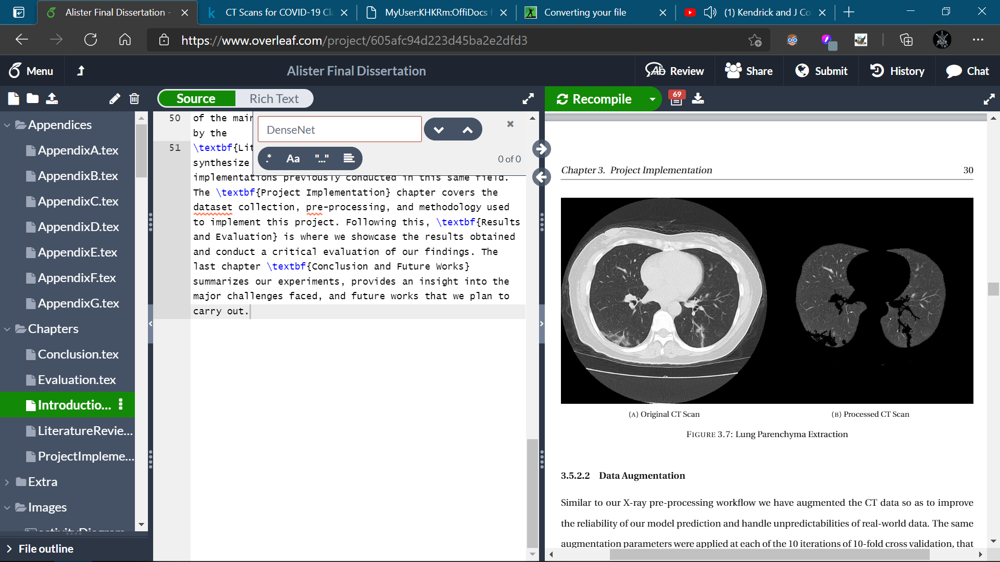 Alister Final Dissertation -
CT Scans for COVID-19 Cl
MyUser:KHKRm:OffiDocs f
Converting your file
(1) Kendrick and J Co
https://www.overleaf.com/project/605afc94d223d45ba2e2dfd3
Menu
Alister Final Dissertation
Review
Share
Submit
History
Chat
Source
Rich Text
Recompile
69
Appendices
AppendixA.tex
AppendixB.tex
AppendixC.tex
AppendixD.tex
AppendixE.tex
AppendixF.tex
AppendixG.tex
Chapters
Conclusion.tex
Evaluation.tex
Introductio...
LiteratureRevie...
ProjectImpleme...
Extra
Images
activityDiagram
File outline
DenseNet
.* Aa "..."
0 of 0
50 of the main
by the
51 \textbf{Lit
synthesize
implementations previously conducted in this same field.
The \textbf{Project Implementation} chapter covers the
dataset collection, pre-processing, and methodology used
to implement this project. Following this, \textbf{Results
and Evaluation} is where we showcase the results obtained
and conduct a critical evaluation of our findings. The
last chapter \textbf{Conclusion and Future Works}
summarizes our experiments, provides an insight into the
major challenges faced, and future works that we plan to
carry out.
Chapter 3. Project Implementation 30
(A) Original CT Scan
(B) Processed CT Scan
FIGURE 3.7: Lung Parenchyma Extraction
3.5.2.2 Data Augmentation
Similar to our X-ray pre-processing workflow we have augmented the CT data so as to improve
the reliability of our model prediction and handle unpredictabilities of real-world data. The same
augmentation parameters were applied at each of the 10 iterations of 10-fold cross validation, that